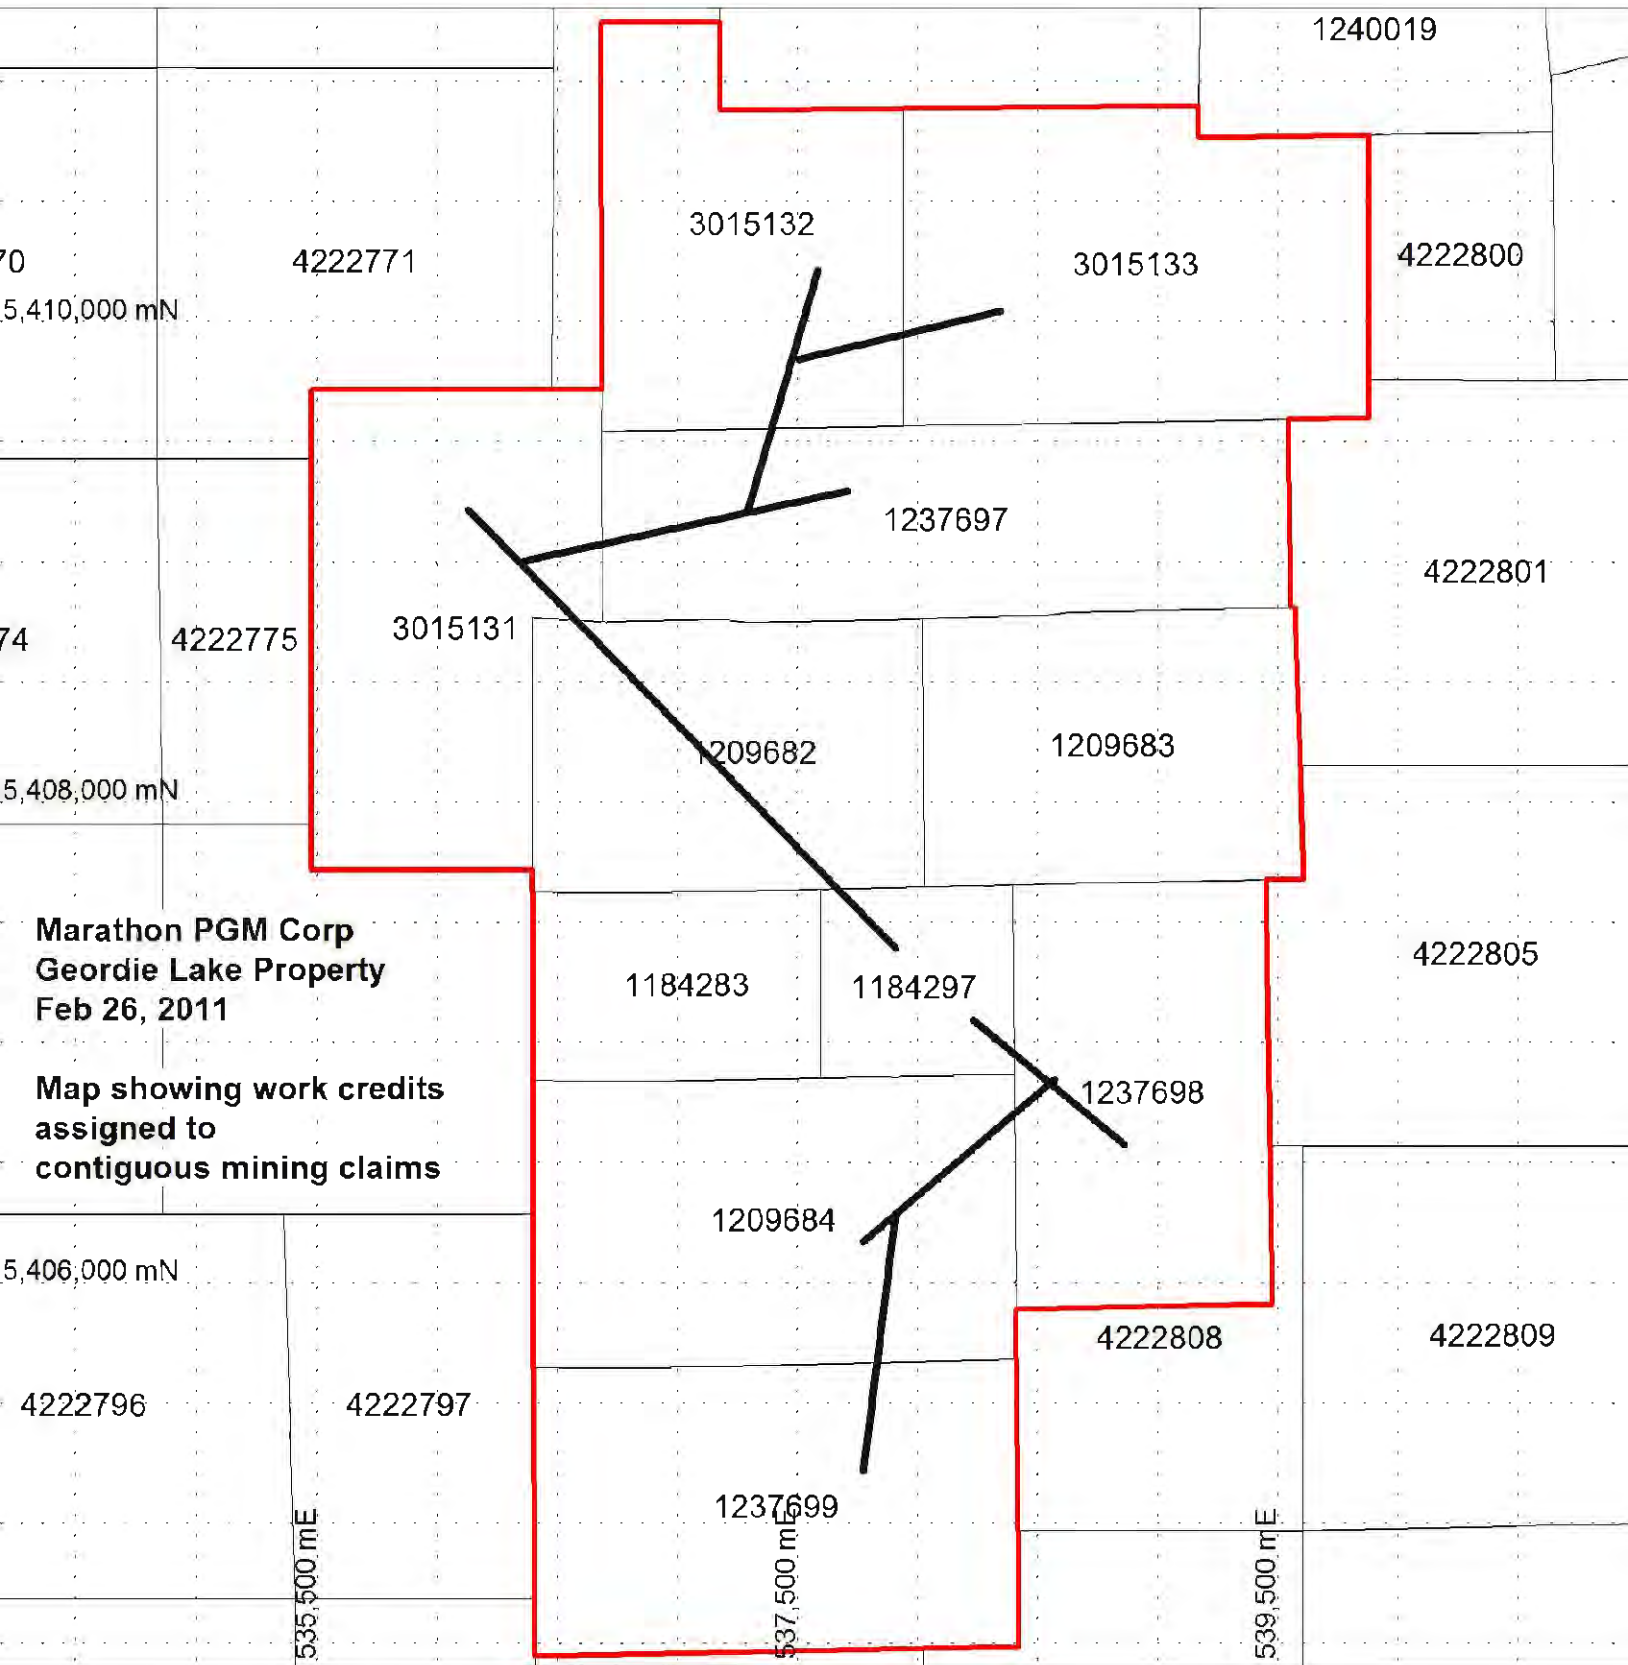 1240019
3015132
4222800
70
4222771
3015133
5,410,000 mN
1237697
4222801
3015131
74
4222775
1209683
1209682
5,408,000 mN
Marathon PGM Corp
Geordie Lake Property
Feb 26, 2011
4222805
1184283
1184297
Map showing work credits
assigned to
contiguous mining claims
1237698
1209684
5,406,000 mN
4222808
4222809
4222796
4222797
1237699
535,500 mE
537,500 mE
539,500 mE